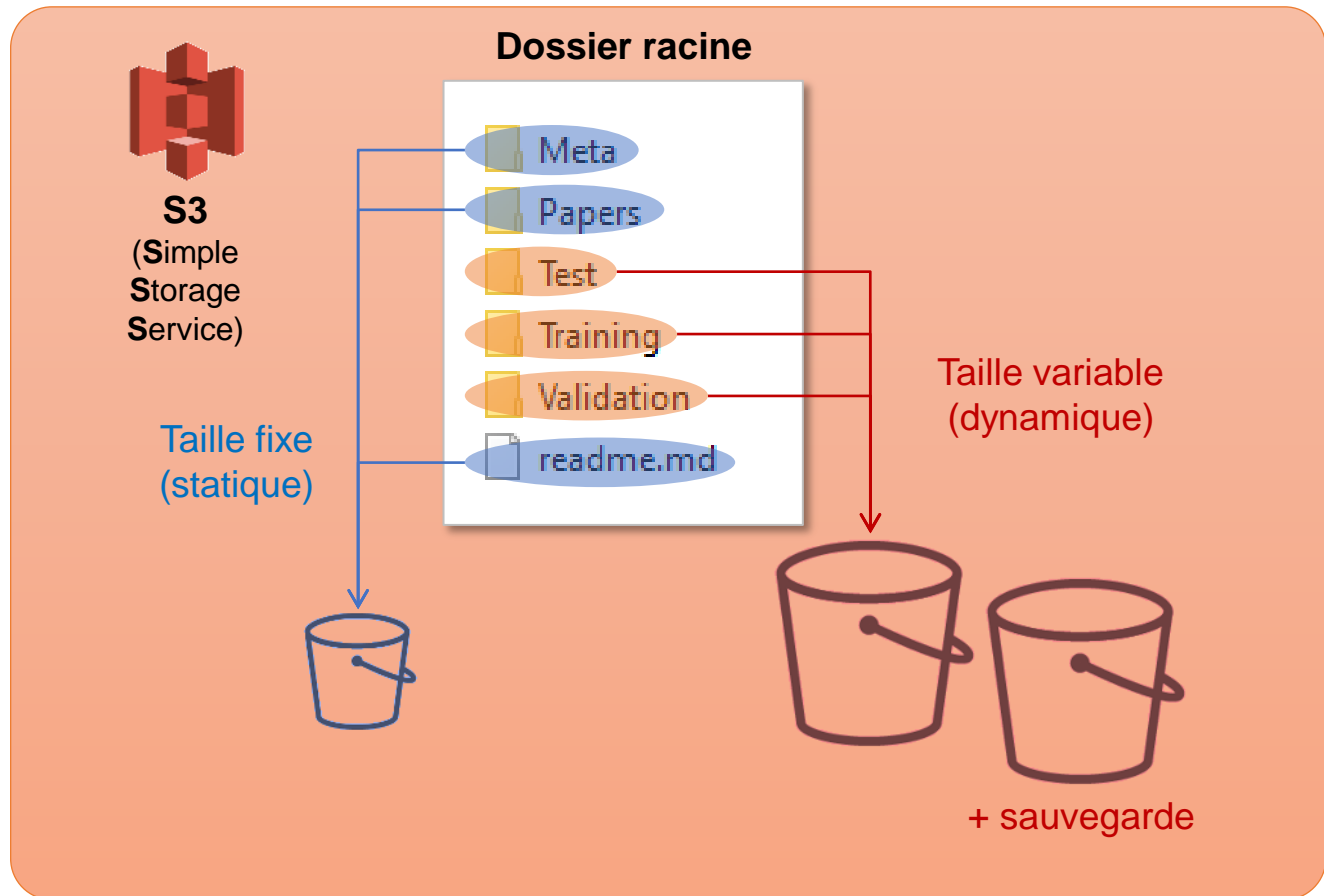 Dossier racine
S3
(Simple
Storage
Service)
Meta
Papers
Test
Training
Validation
readme.md
Taille fixe
(statique)
Taille variable
(dynamique)
+ sauvegarde